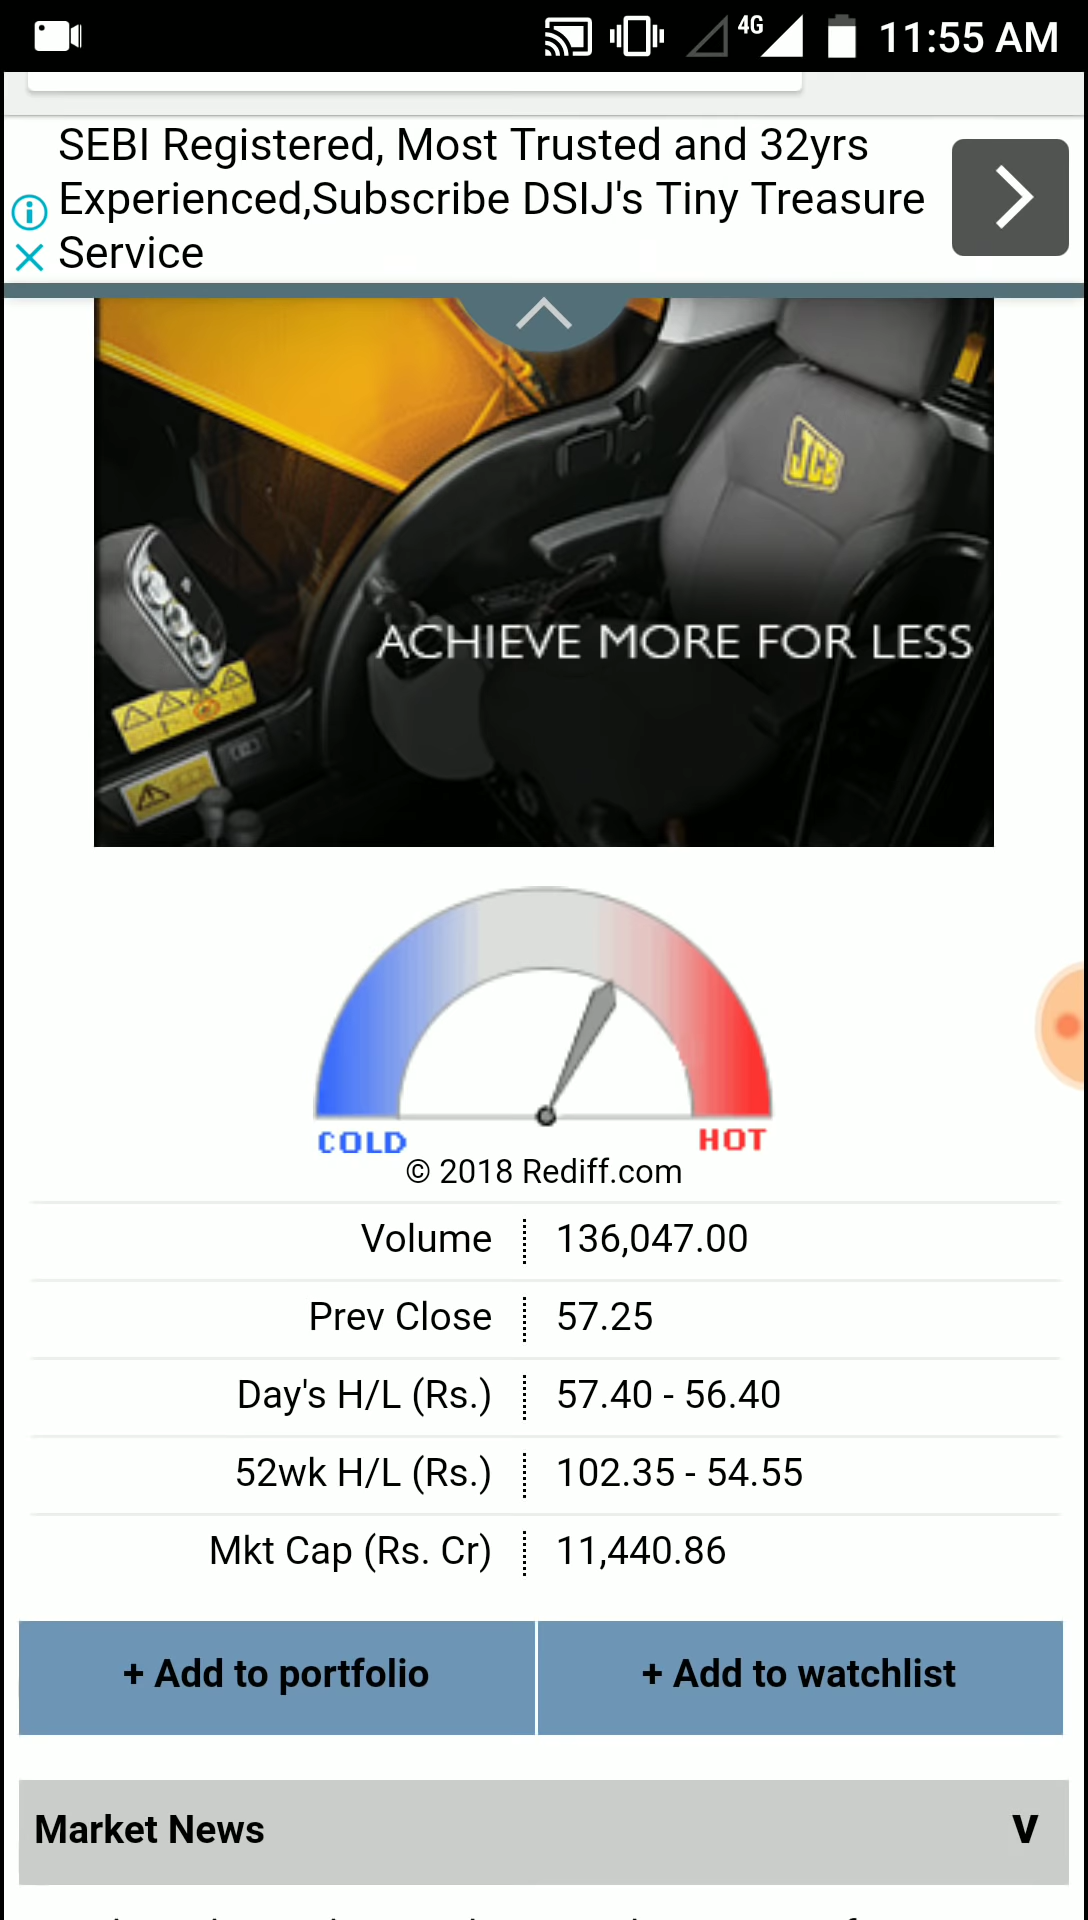 4G 11:55 AM
SEBI Registered, Most Trusted and 32yrs
Experienced,Subscribe DSIJ's Tiny Treasure
Service
JCB
ACHIEVE MORE FOR LESS
COLD HOT
© 2018 Rediff.com
Volume 136,047.00
Prev Close 57.25
Day's H/L (Rs.) 57.40 - 56.40
52wk H/L (Rs.) 102.35 - 54.55
Mkt Cap (Rs. Cr) 11,440.86
+ Add to portfolio + Add to watchlist
Market News v